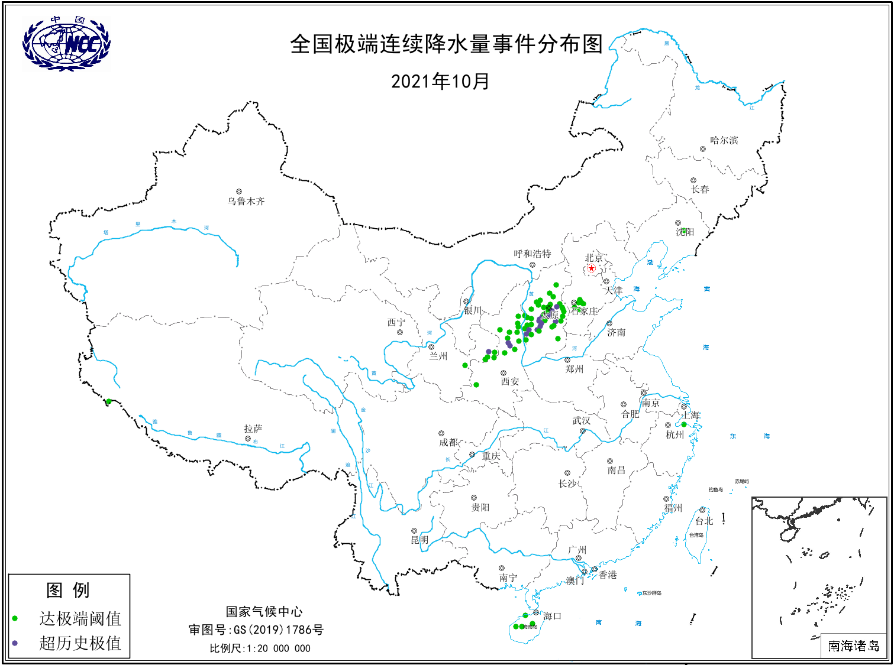 中国
NCC
全国极端连续降水量事件分布图
2021年10月
哈尔滨
长春
乌鲁木齐
沈阳
呼和浩特
北京
天津
银川
石家庄
西宁
济南
兰州
郑州
西安
南京
合肥
上海
武汉
杭州
拉萨
成都
重庆
南昌
长沙
贵阳
福州
台北
昆明
广州
南宁
澳门
香港
海口
东
海
南
海
图 例
达极端阈值
超历史极值
国家气候中心
审图号:GS(2019)1786号
比例尺:1:20 000 000
南海诸岛